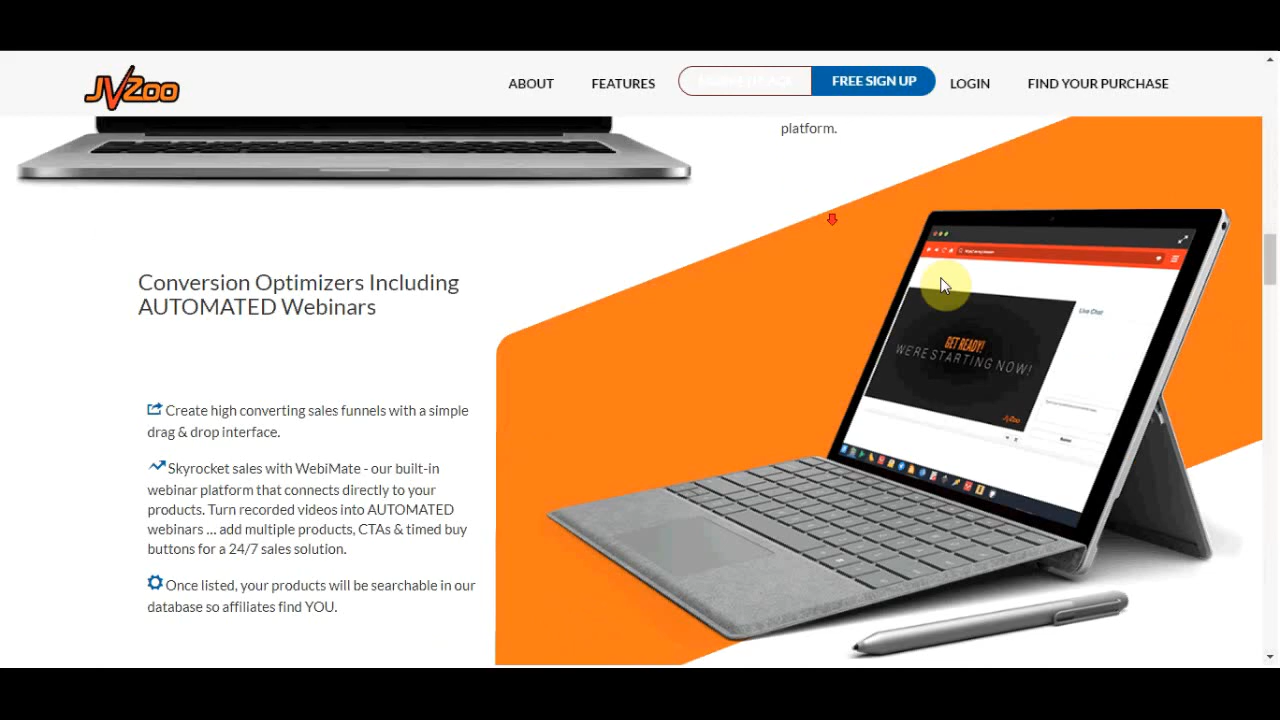 JVZoo
ABOUT
FEATURES
FREE SIGN UP
LOGIN
FIND YOUR PURCHASE
platform.
Conversion Optimizers Including
AUTOMATED Webinars
Create high converting sales funnels with a simple
drag & drop interface.
Skyrocket sales with WebiMate - our built-in
webinar platform that connects directly to your
products. Turn recorded videos into AUTOMATED
webinars ... add multiple products, CTAs & timed buy
buttons for a 24/7 sales solution.
Once listed, your products will be searchable in our
database so affiliates find YOU.
Live Chat
GET READY!
WE'RE STARTING NOW!
JVZoo